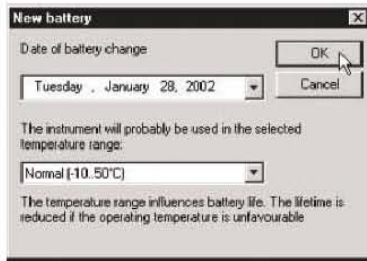 New battery
Date of battery change
OK
Tuesday , January 28, 2002
Cancel
The instrument will probably be used in the selected
temperature range:
Normal (-10..50°C)
The temperature range influences battery life. The lifetime is
reduced if the operating temperature is unfavourable